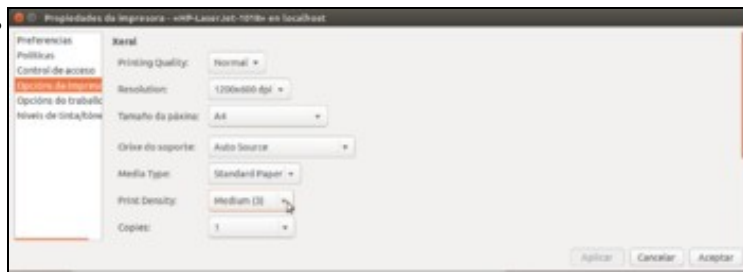 Propiedades da impresora - «HP-LaserJet-1018» en localhost
Preferencias
Políticas
Control de acceso
Opcións da impreso
Opcións do traballo
Niveis de tinta/tóne
Xeral
Printing Quality: Normal
Resolution: 1200x600 dpi
Tamaño da páxina: A4
Orixe do soporte: Auto Source
Media Type: Standard Paper
Print Density: Medium (3)
Copies: 1
Aplicar Cancelar Aceptar